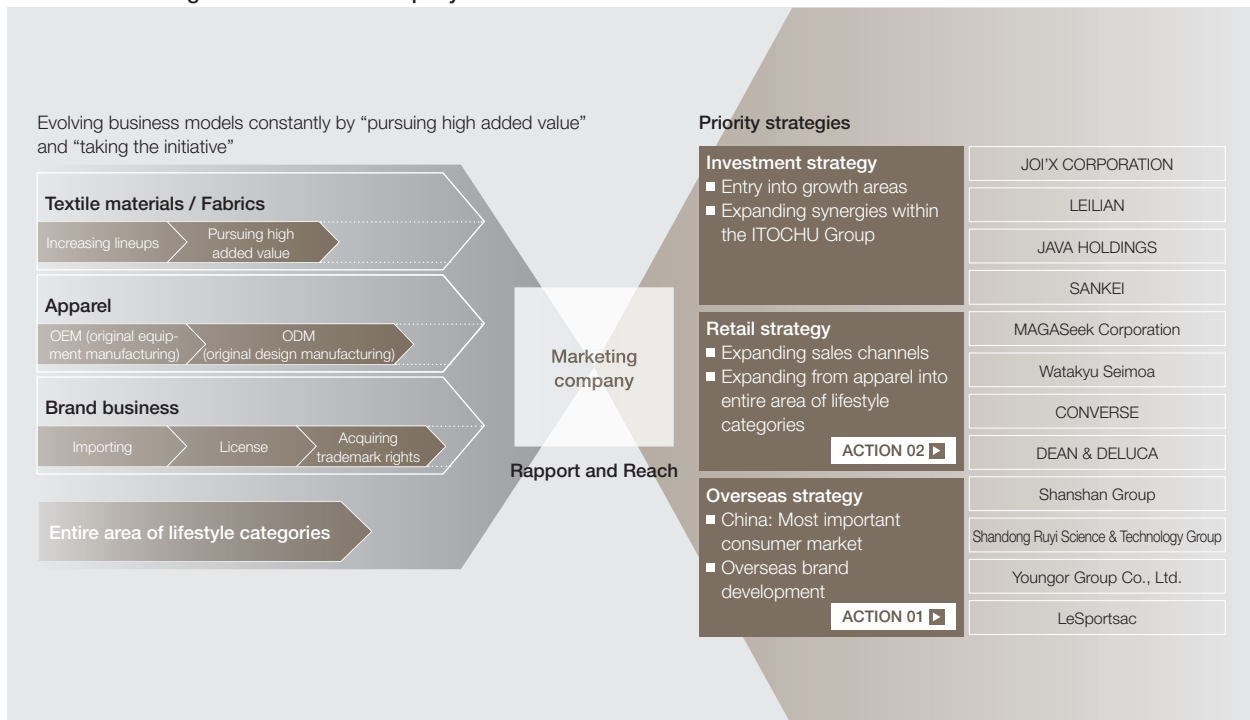 Evolving business models constantly by “pursuing high added value”
and “taking the initiative”
Textile materials / Fabrics
Increasing lineups
Pursuing high
added value
Apparel
OEM (original equip-
ment manufacturing)
ODM
(original design manufacturing)
Brand business
Importing
License
Acquiring
trademark rights
Entire area of lifestyle categories
Marketing
company
Rapport and Reach
Priority strategies
Investment strategy
Entry into growth areas
Expanding synergies within
the ITOCHU Group
Retail strategy
Expanding sales channels
Expanding from apparel into
entire area of lifestyle
categories
ACTION 02
Overseas strategy
China: Most important
consumer market
Overseas brand
development
ACTION 01
JOI’X CORPORATION
LEILIAN
JAVA HOLDINGS
SANKEI
MAGASeek Corporation
Watakyu Seimoa
CONVERSE
DEAN & DELUCA
Shanshan Group
Shandong Ruyi Science & Technology Group
Youngor Group Co., Ltd.
LeSportsac